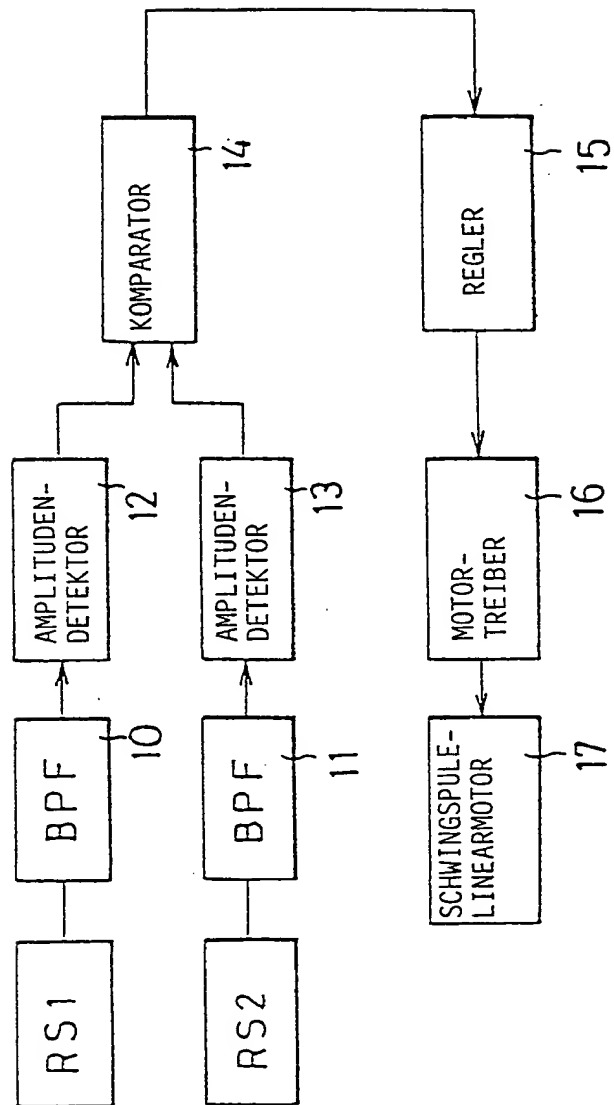 RS1
BPF
10
AMPLITUDEN-
DETEKTOR
12
KOMPARATOR
14
RS2
BPF
11
AMPLITUDEN-
DETEKTOR
13
SCHWINGSPULE-
LINEARMOTOR
17
MOTOR-
TREIBER
16
REGLER
15